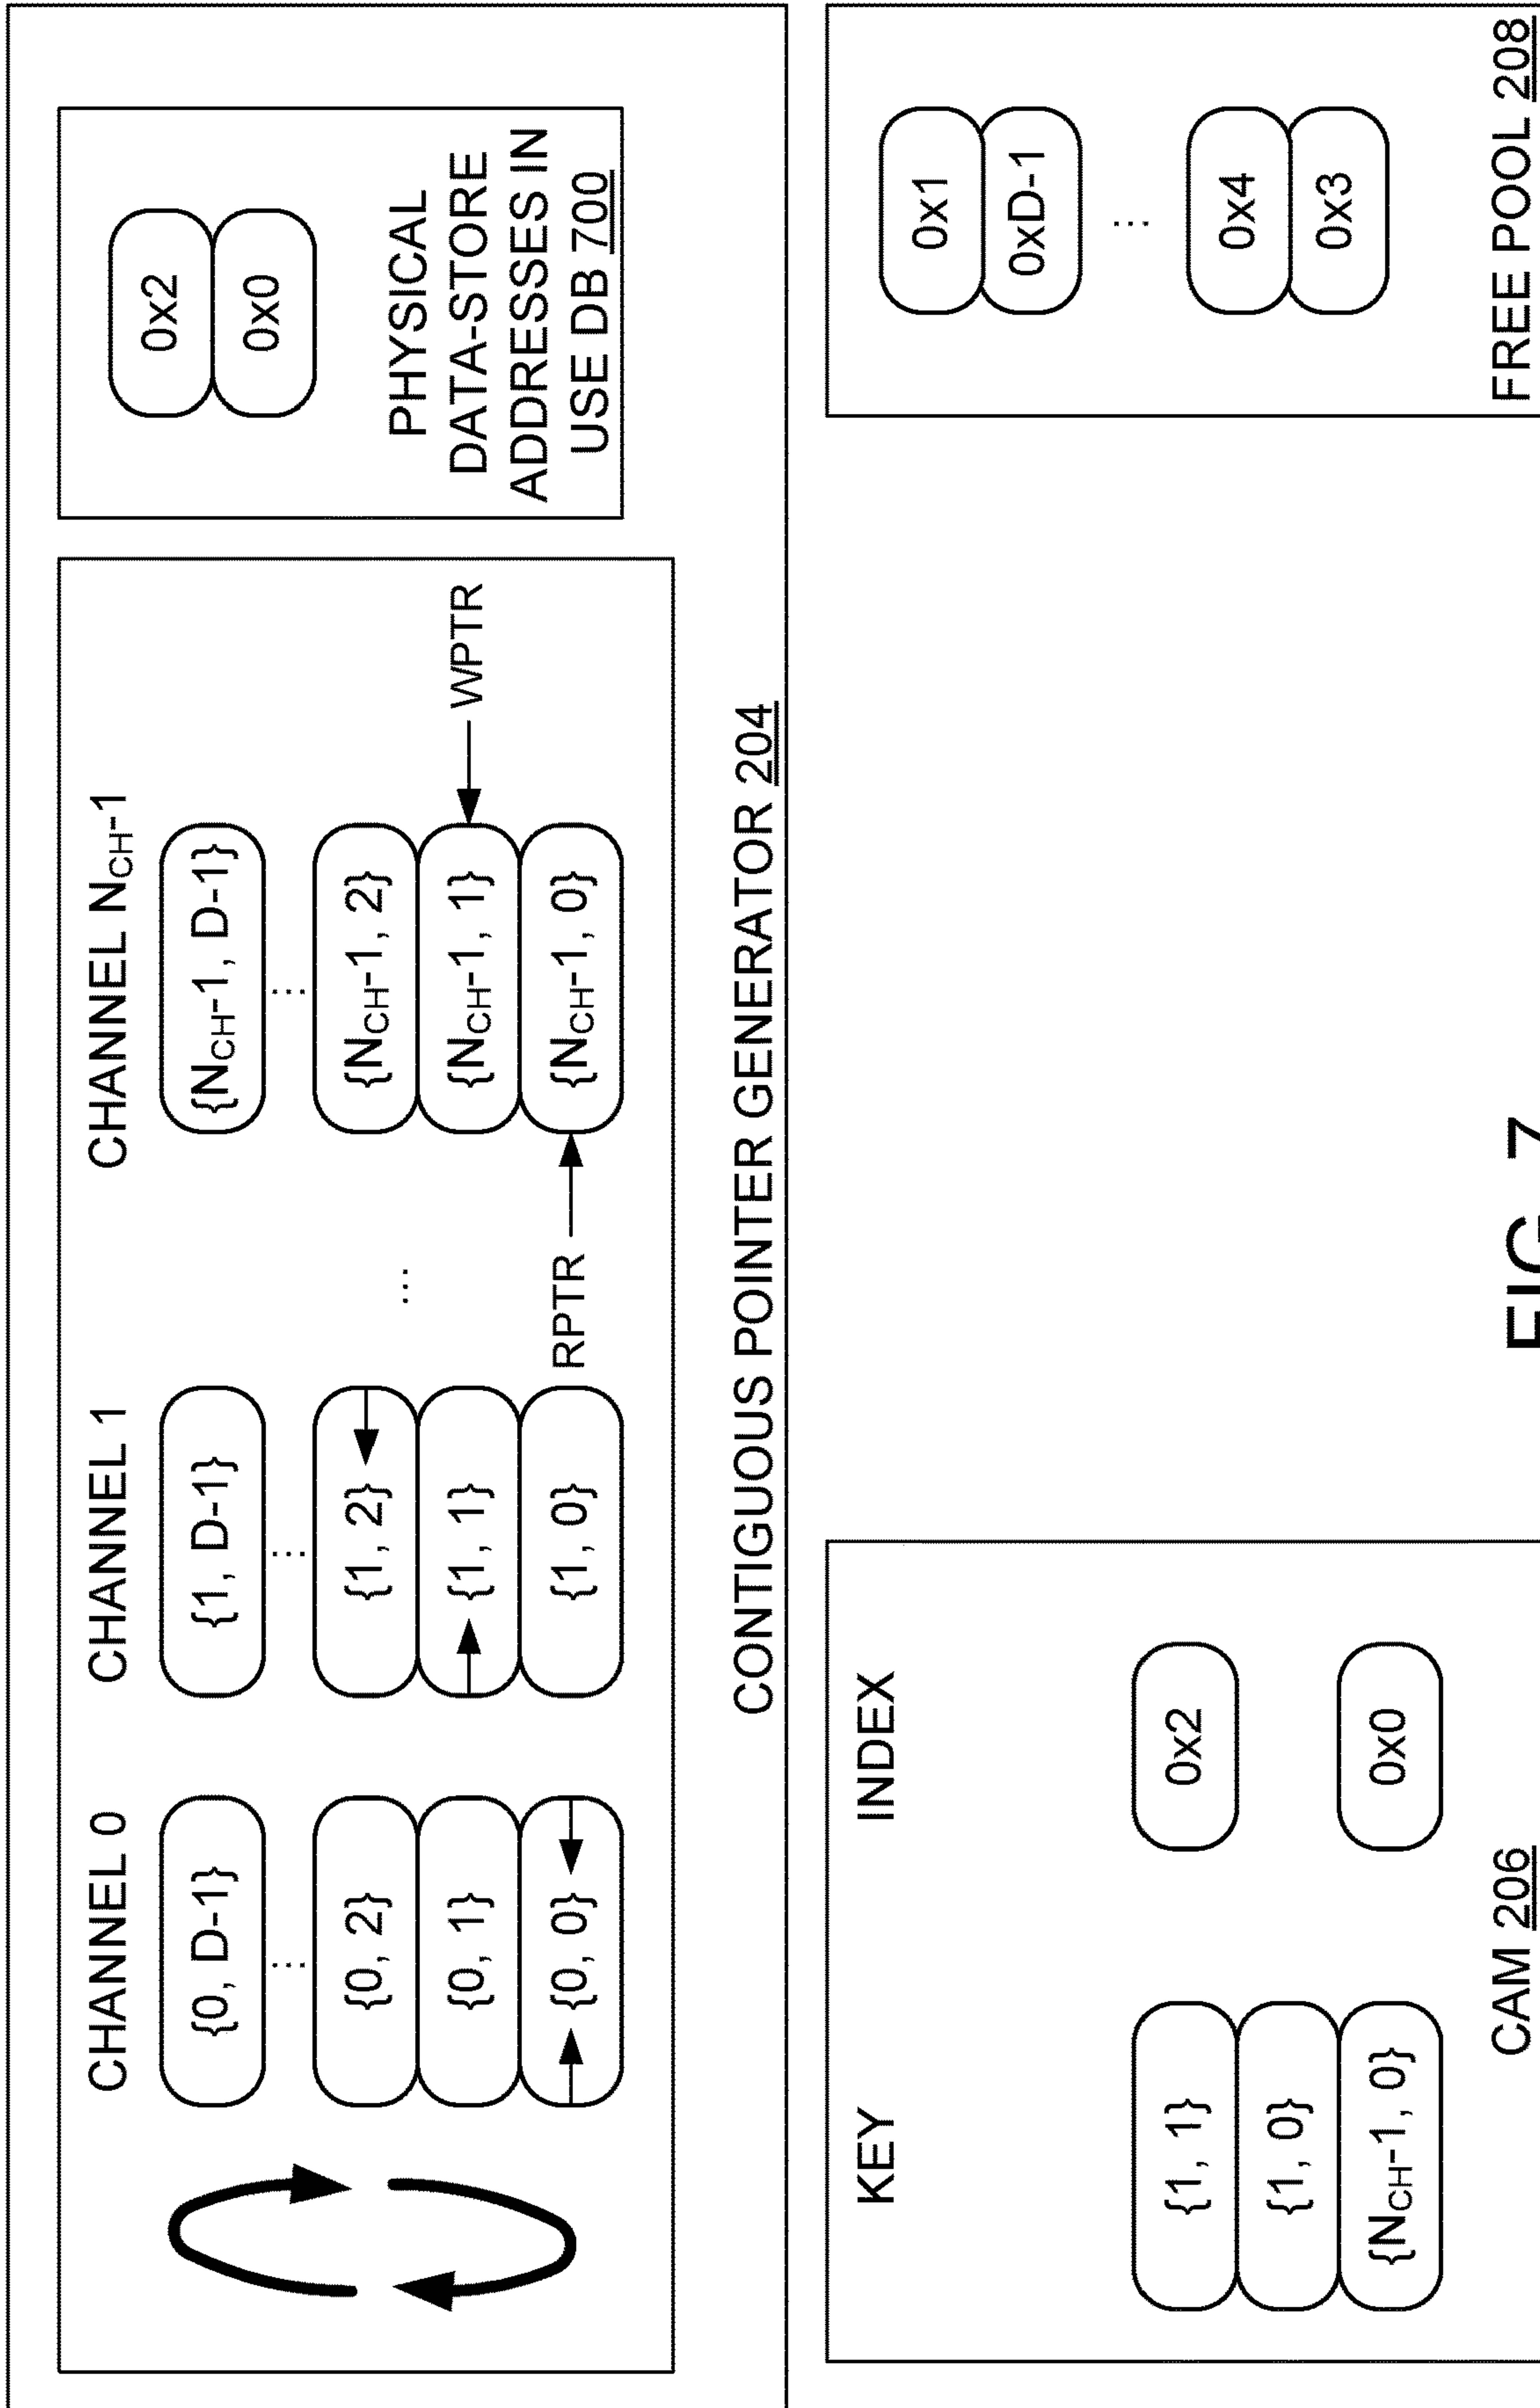 CHANNEL 0
{0, D-1}
...
{0, 2}
{0, 1}
{0, 0}
CHANNEL 1
{1, D-1}
...
{1, 2}
{1, 1}
{1, 0}
...
RPTR
CHANNEL NCH-1
{NCH-1, D-1}
...
{NCH-1, 2}
{NCH-1, 1}
{NCH-1, 0}
WPTR
0x2
0x0
PHYSICAL
DATA-STORE
ADDRESSES IN
USE DB 700
CONTIGUOUS POINTER GENERATOR 204
KEY
INDEX
{1, 1}
0x2
{1, 0}
{NCH-1, 0}
0x0
CAM 206
0x1
0xD-1
...
0x4
0x3
FREE POOL 208
FIG. 7